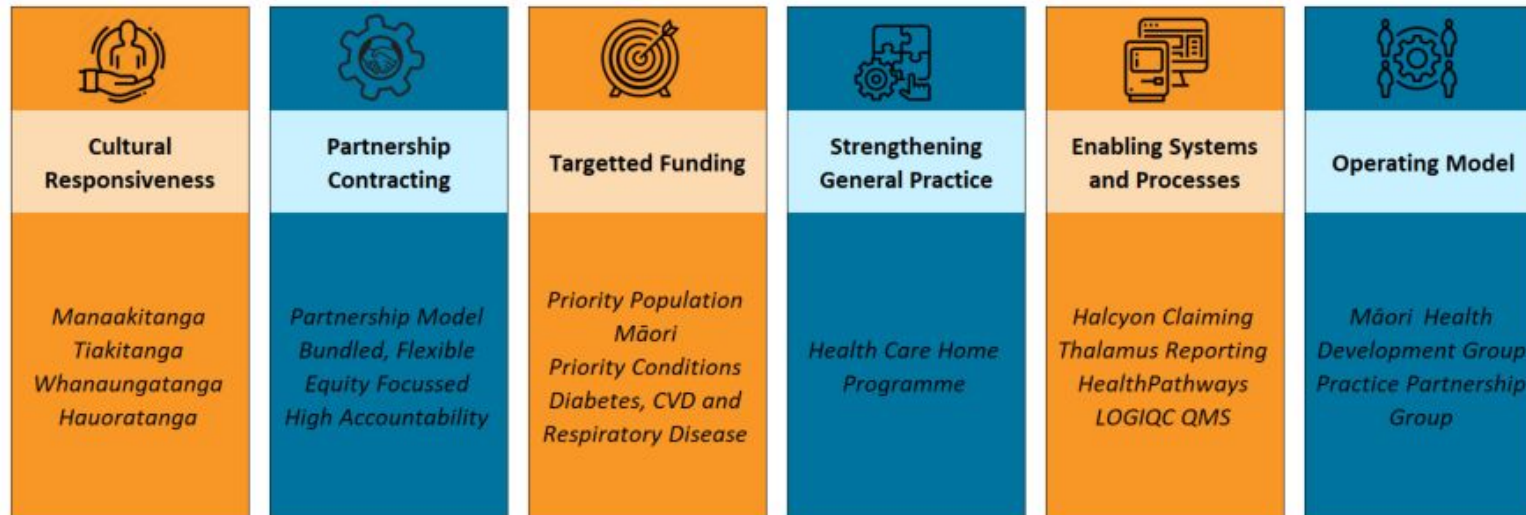 Cultural
Responsiveness
Manaakitanga
Tiakitanga
Whanaungatanga
Hauoratanga
Partnership
Contracting
Partnership Model
Bundled, Flexible
Equity Focussed
High Accountability
Targetted Funding
Priority Population
Māori
Priority Conditions
Diabetes, CVD and
Respiratory Disease
Strengthening
General Practice
Health Care Home
Programme
Enabling Systems
and Processes
Halcyon Claiming
Thalamus Reporting
HealthPathways
LOGIQC QMS
Operating Model
Māori Health
Development Group
Practice Partnership
Group